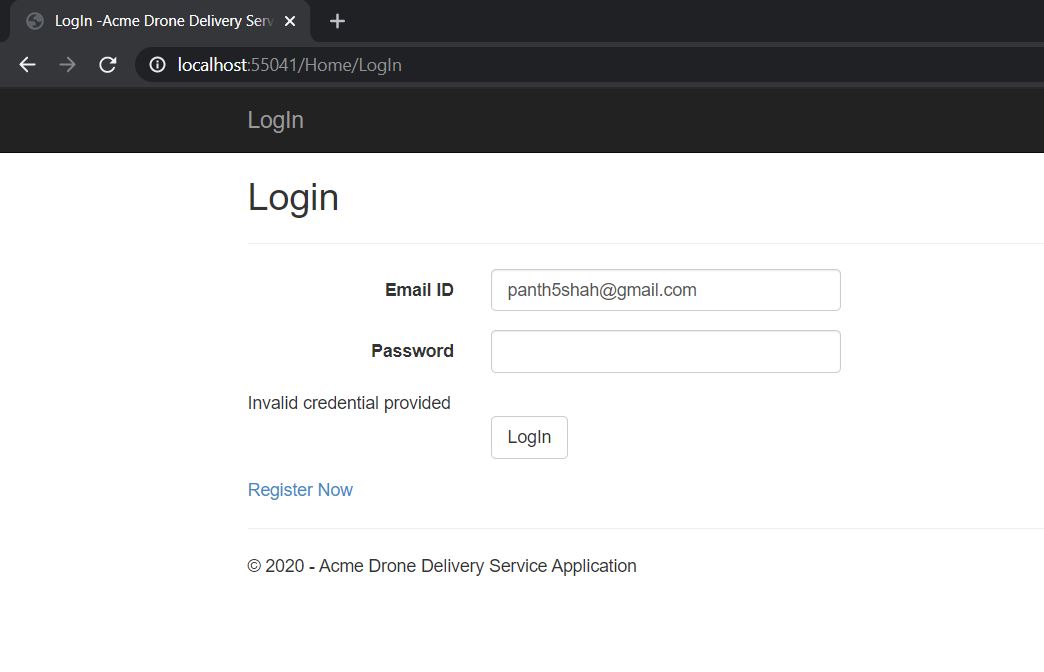 LogIn -Acme Drone Delivery Serv
localhost:55041/Home/LogIn
LogIn
Login
Email ID panth5shah@gmail.com
Password
Invalid credential provided
LogIn
Register Now
© 2020 - Acme Drone Delivery Service Application